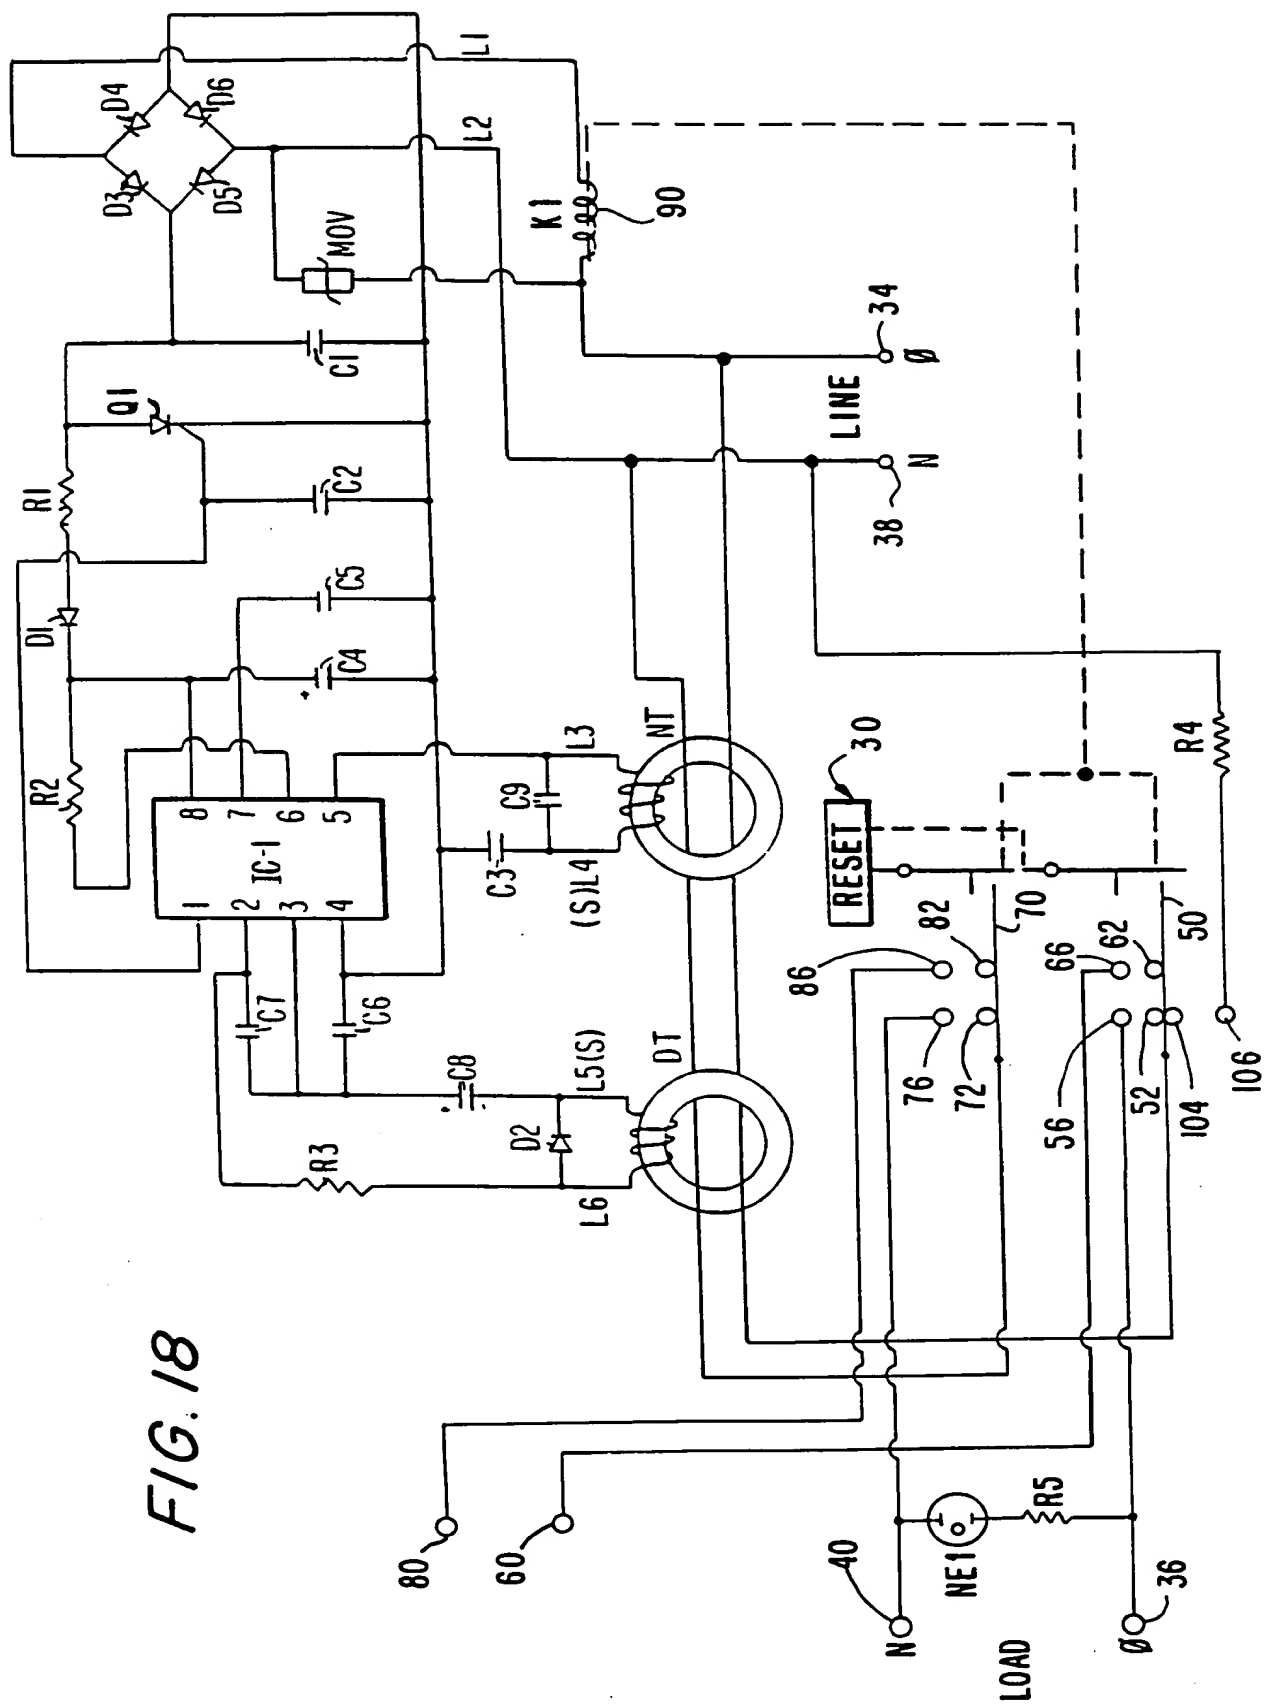 FIG. 18
D4
D6
D3
D5
L1
L2
MOV
K1
90
C1
Q1
R1
C2
D1
C5
C4
R2
8
7
6
5
IC-1
1
2
3
4
C7
C6
C8
R3
D2
L5(S)
L6
DT
C3
C9
L3
(S)L4
NT
34
Ø
LINE
N
38
30
RESET
R4
86
82
70
76
72
66
62
50
56
52
104
106
80
60
40
N
NE1
R5
LOAD
Ø
36